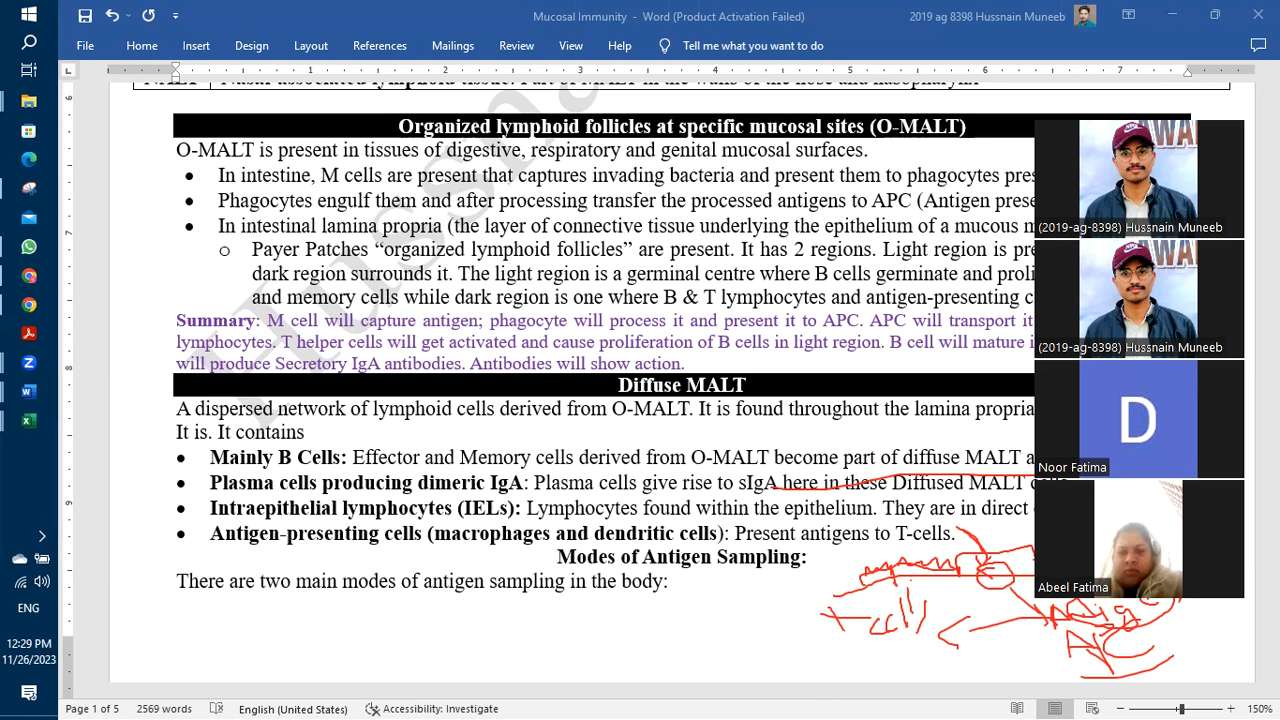 Mucosal Immunity - Word (Product Activation Failed)
2019 ag 8398 Hussnain Muneeb
File Home Insert Design Layout References Mailings Review View Help Tell me what you want to do
1 2 3 4 5 6 7
Organized lymphoid follicles at specific mucosal sites (O-MALT)
O-MALT is present in tissues of digestive, respiratory and genital mucosal surfaces.
• In intestine, M cells are present that captures invading bacteria and present them to phagocytes
• Phagocytes engulf them and after processing transfer the processed antigens to APC (Antigen
• In intestinal lamina propria (the layer of connective tissue underlying the epithelium of a mucous
o Payer Patches “organized lymphoid follicles” are present. It has 2 regions. Light region is
dark region surrounds it. The light region is a germinal centre where B cells germinate and
and memory cells while dark region is one where B & T lymphocytes and antigen-presenting
Summary: M cell will capture antigen; phagocyte will process it and present it to APC. APC will transport it
lymphocytes. T helper cells will get activated and cause proliferation of B cells in light region. B cell will mature
will produce Secretory IgA antibodies. Antibodies will show action.
Diffuse MALT
A dispersed network of lymphoid cells derived from O-MALT. It is found throughout the lamina propria
It is. It contains
• Mainly B Cells: Effector and Memory cells derived from O-MALT become part of diffuse MALT
• Plasma cells producing dimeric IgA: Plasma cells give rise to sIgA here in these Diffused MALT cells
• Intraepithelial lymphocytes (IELs): Lymphocytes found within the epithelium. They are in direct
• Antigen-presenting cells (macrophages and dendritic cells): Present antigens to T-cells.
Modes of Antigen Sampling:
There are two main modes of antigen sampling in the body:
cell
APC
(2019-ag-8398) Hussnain Muneeb
(2019-ag-8398) Hussnain Muneeb
D
Noor Fatima
Abeel Fatima
ENG
12:29 PM
11/26/2023
Page 1 of 5 2569 words English (United States) Accessibility: Investigate 150%